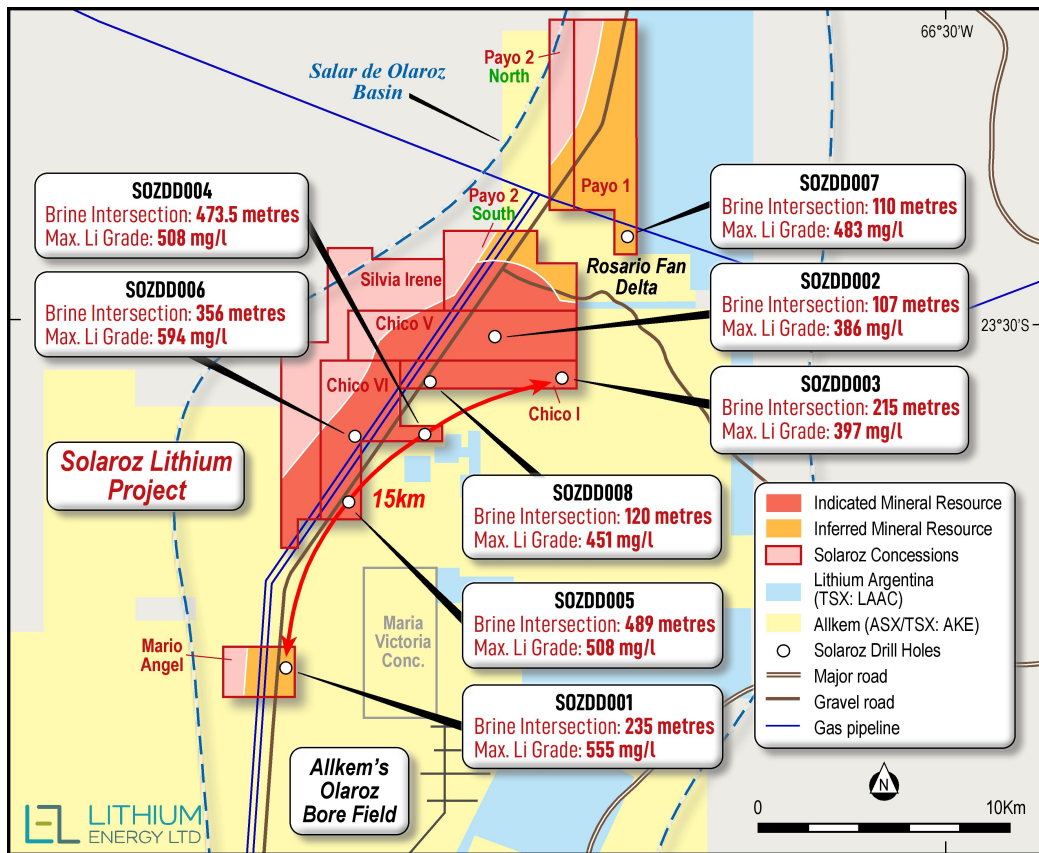 66°30'W
Payo 2
North
Salar de Olaroz
Basin
SOZDD004
Brine Intersection: 473.5 metres
Max. Li Grade: 508 mg/l
Payo 2
South
Payo 1
SOZDD007
Brine Intersection: 110 metres
Max. Li Grade: 483 mg/l
Rosario Fan
Delta
Silvia Irene
SOZDD006
Brine Intersection: 356 metres
Max. Li Grade: 594 mg/l
SOZDD002
Brine Intersection: 107 metres
Max. Li Grade: 386 mg/l
23°30'S
Chico V
Chico VI
Chico I
SOZDD003
Brine Intersection: 215 metres
Max. Li Grade: 397 mg/l
Solaroz Lithium
Project
15km
SOZDD008
Brine Intersection: 120 metres
Max. Li Grade: 451 mg/l
Indicated Mineral Resource
Inferred Mineral Resource
Solaroz Concessions
Lithium Argentina
(TSX: LAAC)
Allkem (ASX/TSX: AKE)
Solaroz Drill Holes
Major road
Gravel road
Gas pipeline
SOZDD005
Brine Intersection: 489 metres
Max. Li Grade: 508 mg/l
Maria
Victoria
Conc.
Mario
Angel
SOZDD001
Brine Intersection: 235 metres
Max. Li Grade: 555 mg/l
Allkem's
Olaroz
Bore Field
N
0 10Km
LEL LITHIUM
ENERGY LTD